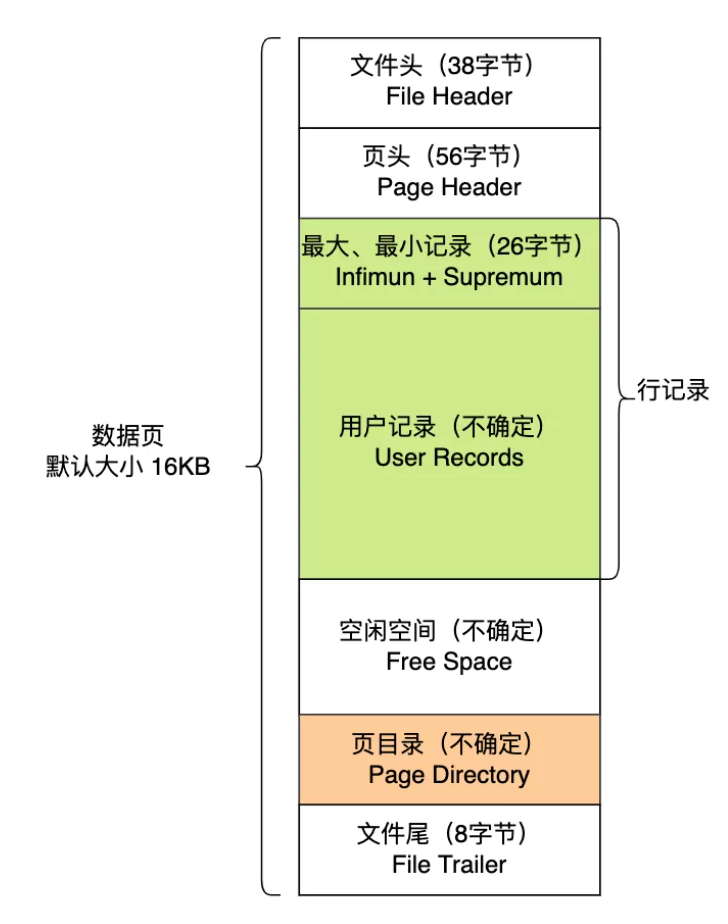 文件头（38字节）
File Header
页头（56字节）
Page Header
最大、最小记录（26字节）
Infimun + Supremum
用户记录（不确定）
User Records
行记录
数据页
默认大小 16KB
空闲空间（不确定）
Free Space
页目录（不确定）
Page Directory
文件尾（8字节）
File Trailer